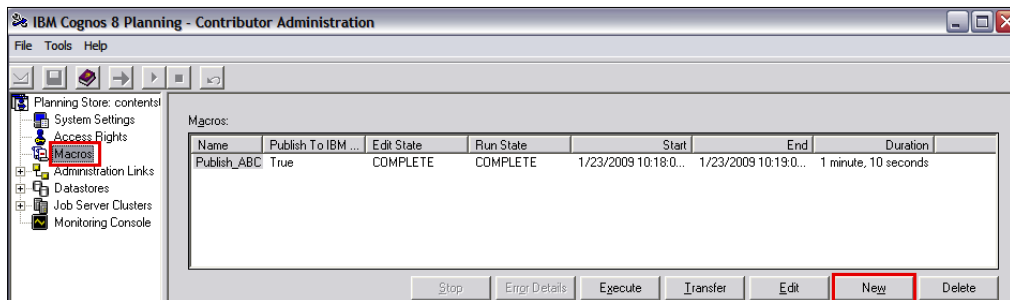 IBM Cognos 8 Planning - Contributor Administration
File Tools Help
Planning Store: contents
System Settings
Access Rights
Macros
Administration Links
Datastores
Job Server Clusters
Monitoring Console
Macros:
Name Publish To IBM ... Edit State Run State Start End Duration
Publish_ABC True COMPLETE COMPLETE 1/23/2009 10:18:0... 1/23/2009 10:19:0... 1 minute, 10 seconds
Stop Error Details Execute Transfer Edit New Delete